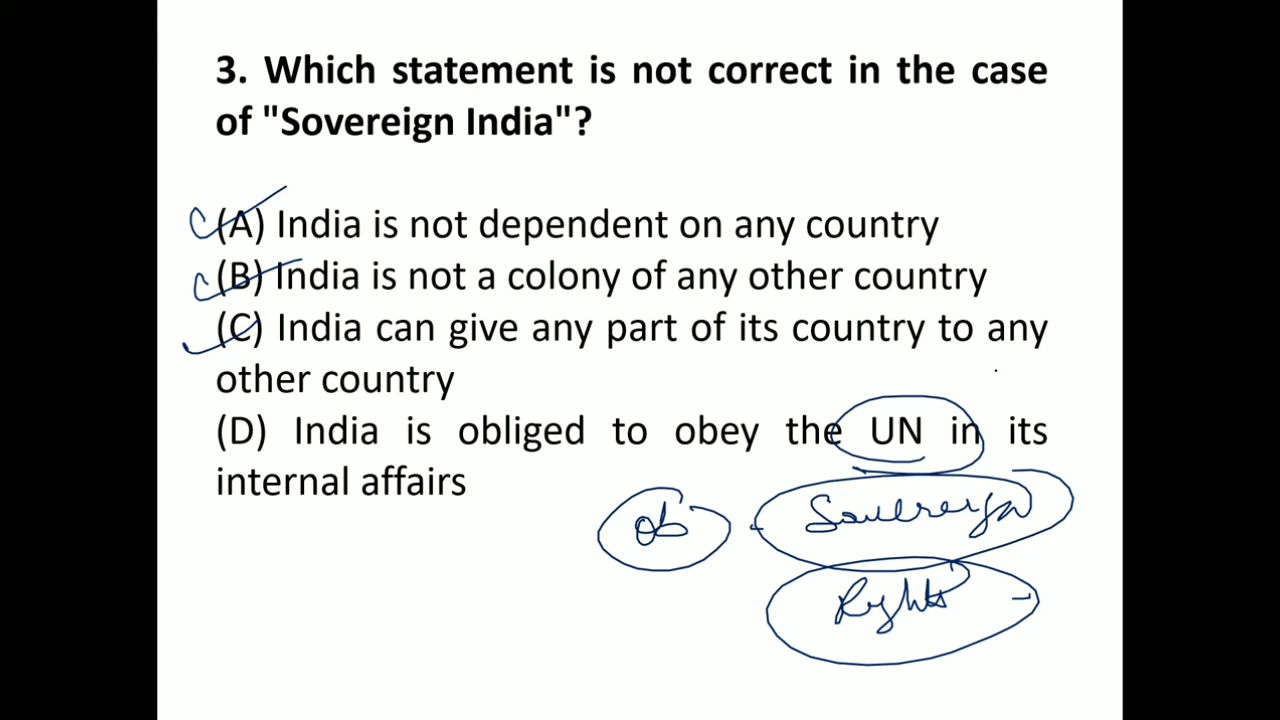 3. Which statement is not correct in the case
of "Sovereign India"?
(A) India is not dependent on any country
(B) India is not a colony of any other country
(C) India can give any part of its country to any
other country
(D) India is obliged to obey the UN in its
internal affairs
ob - Sovereign
Rights